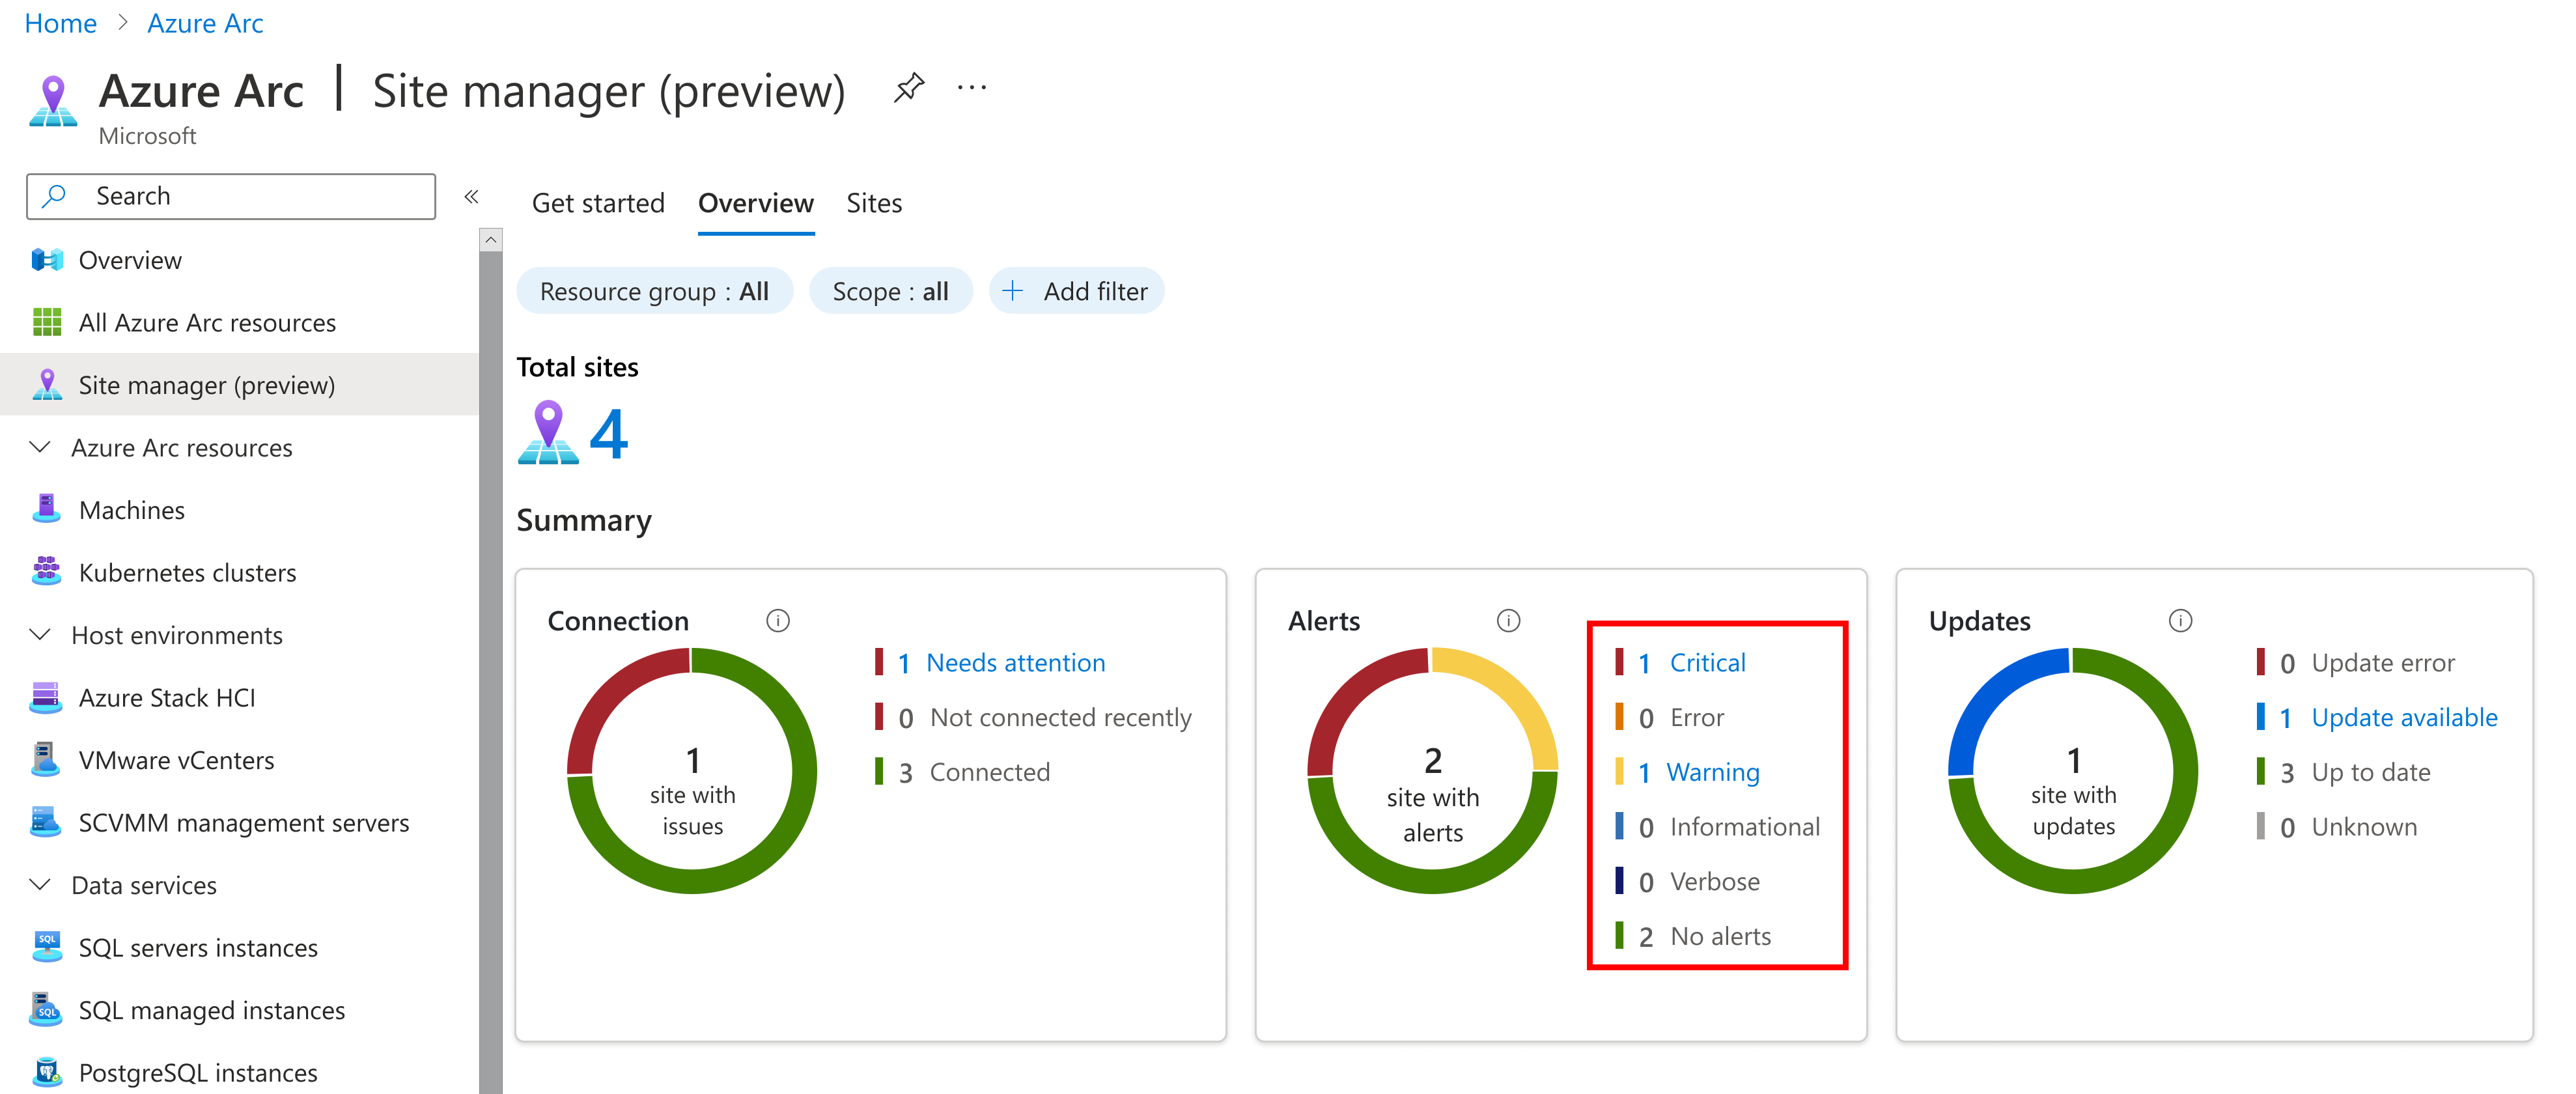 Home > Azure Arc
Azure Arc | Site manager (preview) ...
Microsoft
Search «
Overview
All Azure Arc resources
Site manager (preview)
Azure Arc resources
Machines
Kubernetes clusters
Host environments
Azure Stack HCI
VMware vCenters
SCVMM management servers
Data services
SQL servers instances
SQL managed instances
PostgreSQL instances
Get started Overview Sites
Resource group : All Scope : all + Add filter
Total sites
4
Summary
Connection
1
site with
issues
1 Needs attention
0 Not connected recently
3 Connected
Alerts
2
site with
alerts
1 Critical
0 Error
1 Warning
0 Informational
0 Verbose
2 No alerts
Updates
1
site with
updates
0 Update error
1 Update available
3 Up to date
0 Unknown